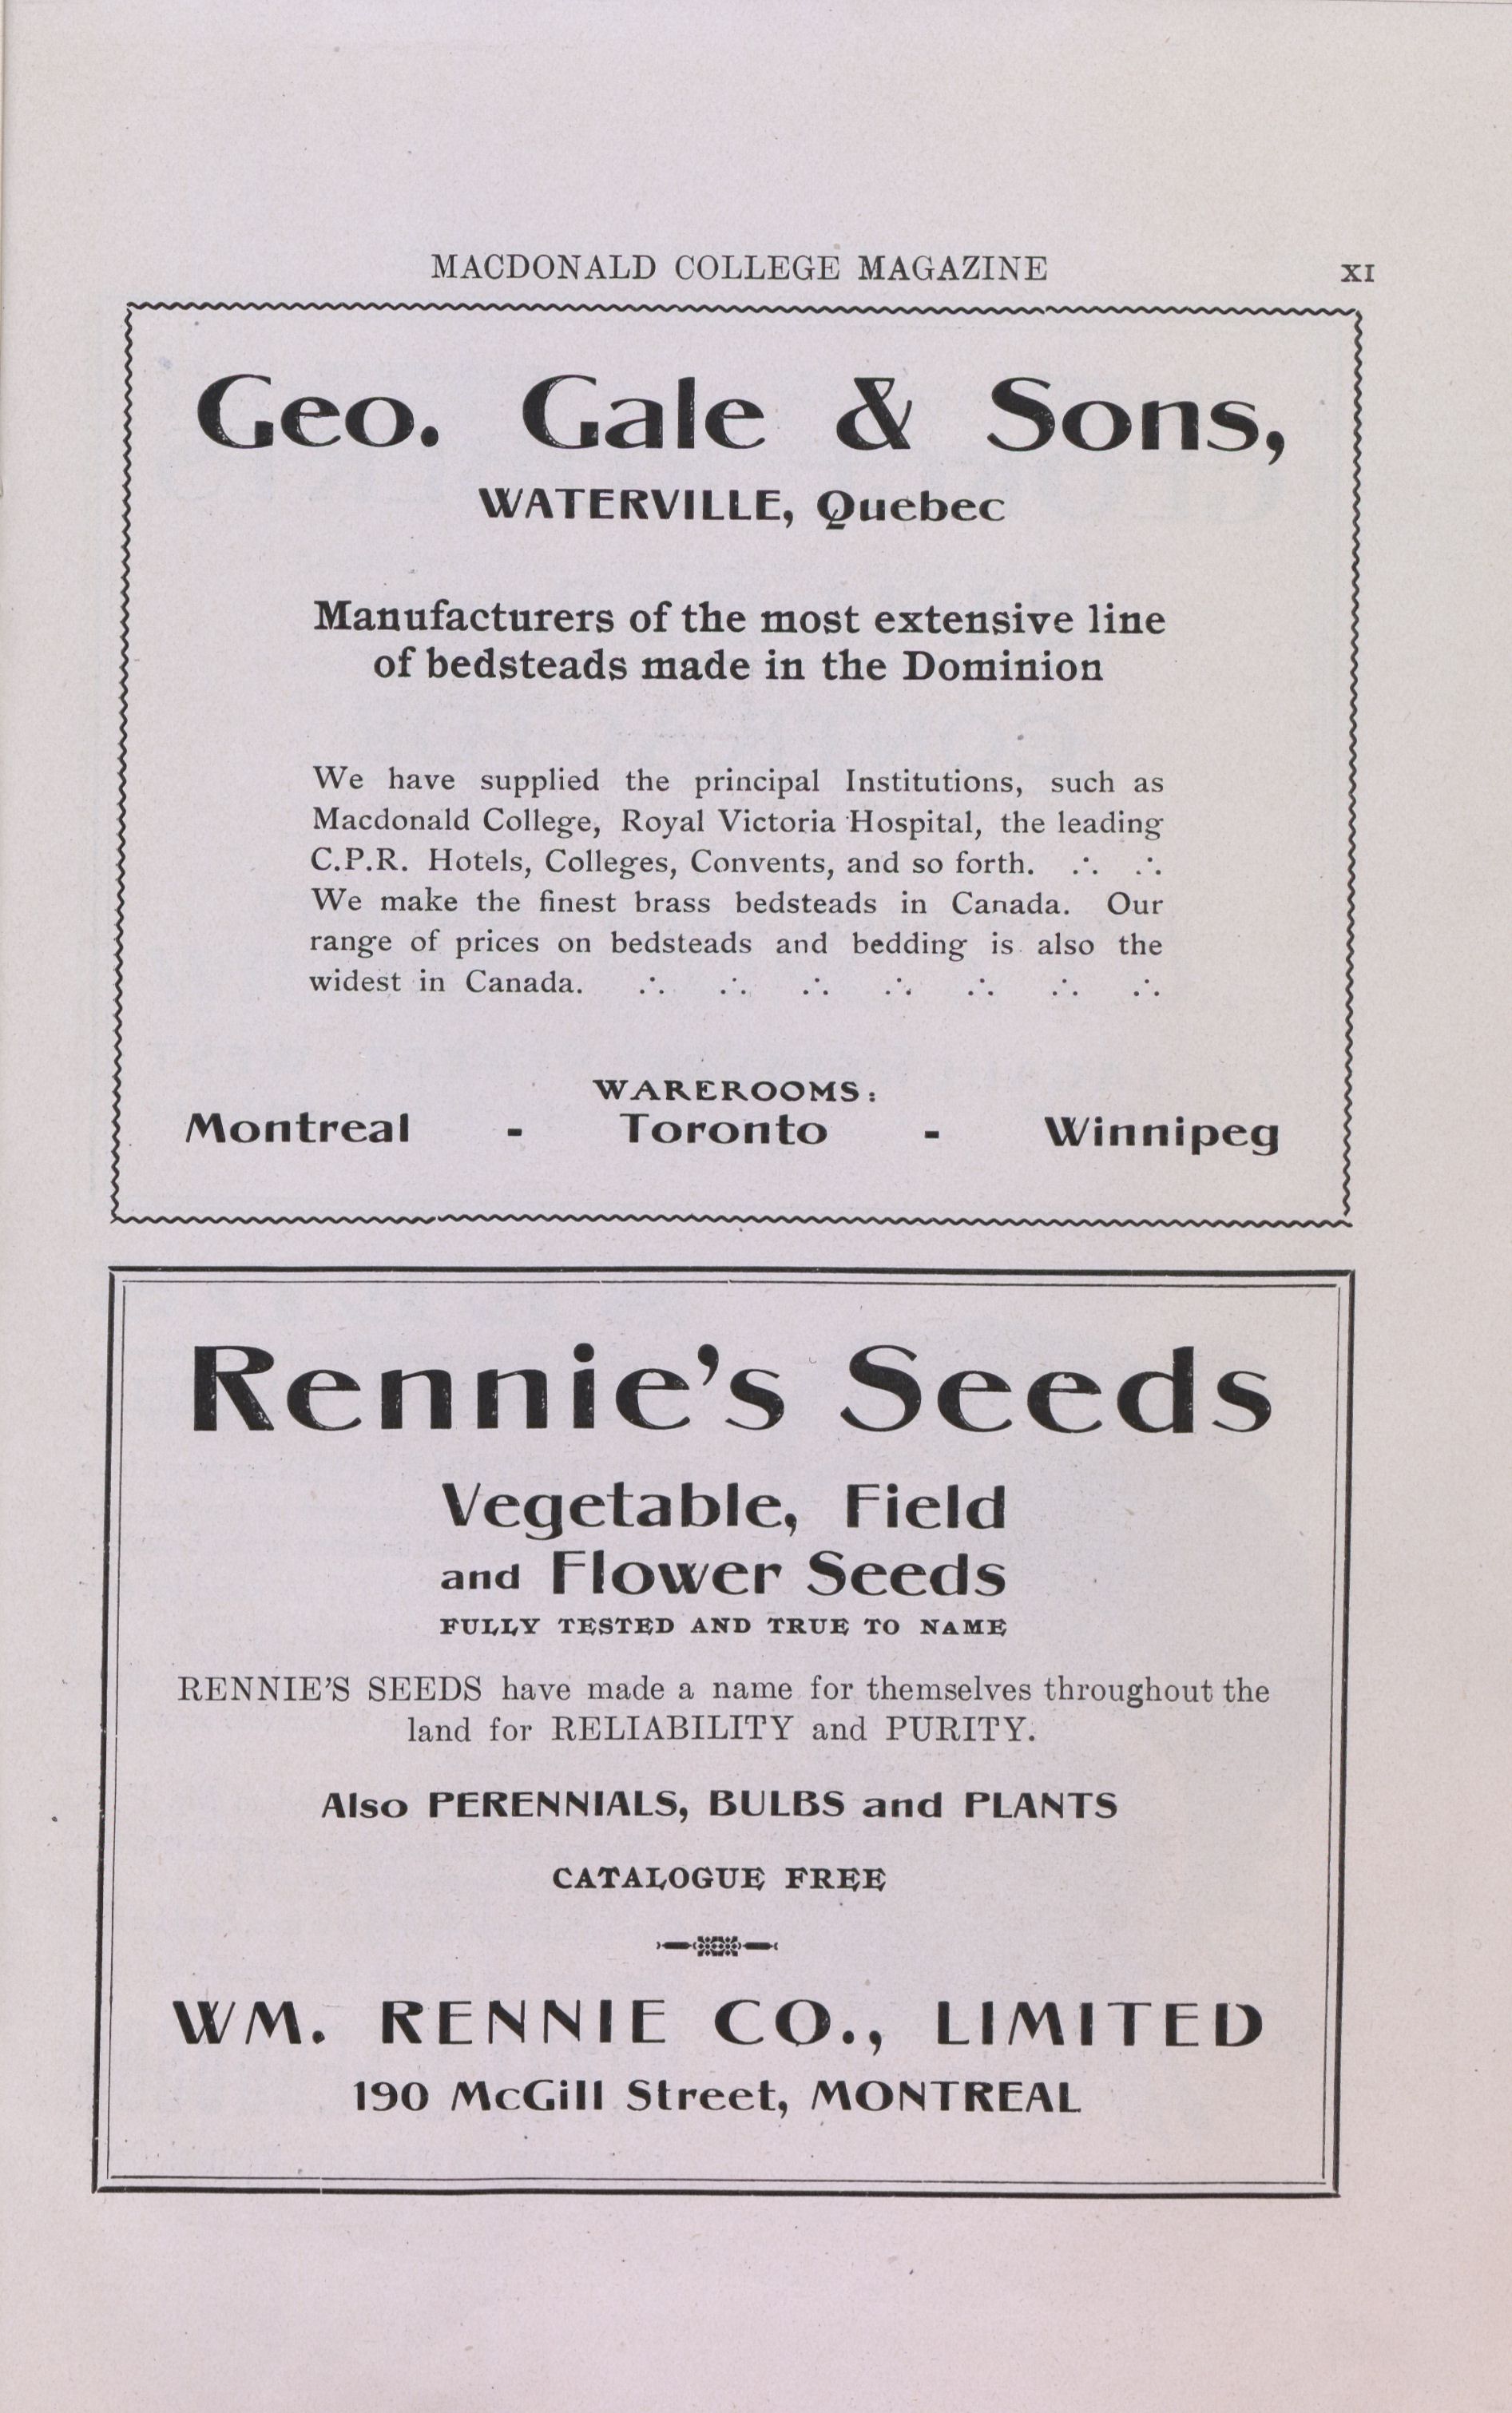 MACDONALD COLLEGE MAGAZINE XI
Geo. Gale & Sons,
WATERVILLE, Quebec
Manufacturers of the most extensive line
of bedsteads made in the Dominion
We have supplied the principal Institutions, such as
Macdonald College, Royal Victoria Hospital, the leading
C.P.R. Hotels, Colleges, Convents, and so forth. ∴ ∴
We make the finest brass bedsteads in Canada. Our
range of prices on bedsteads and bedding is also the
widest in Canada. ∴ ∴ ∴ ∴ ∴ ∴ ∴
WAREROOMS:
Montreal - Toronto - Winnipeg
Rennie's Seeds
Vegetable, Field
and Flower Seeds
FULLY TESTED AND TRUE TO NAME
RENNIE'S SEEDS have made a name for themselves throughout the
land for RELIABILITY and PURITY.
Also PERENNIALS, BULBS and PLANTS
CATALOGUE FREE
WM. RENNIE CO., LIMITED
190 McGill Street, MONTREAL